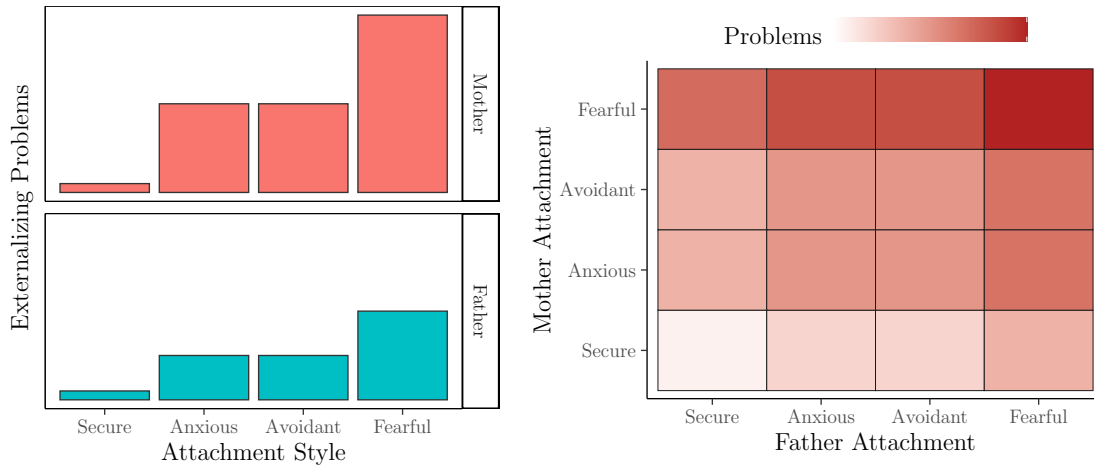 Externalizing Problems
Mother
Father
Secure Anxious Avoidant Fearful
Attachment Style
Problems
Mother Attachment
Fearful
Avoidant
Anxious
Secure
Secure Anxious Avoidant Fearful
Father Attachment